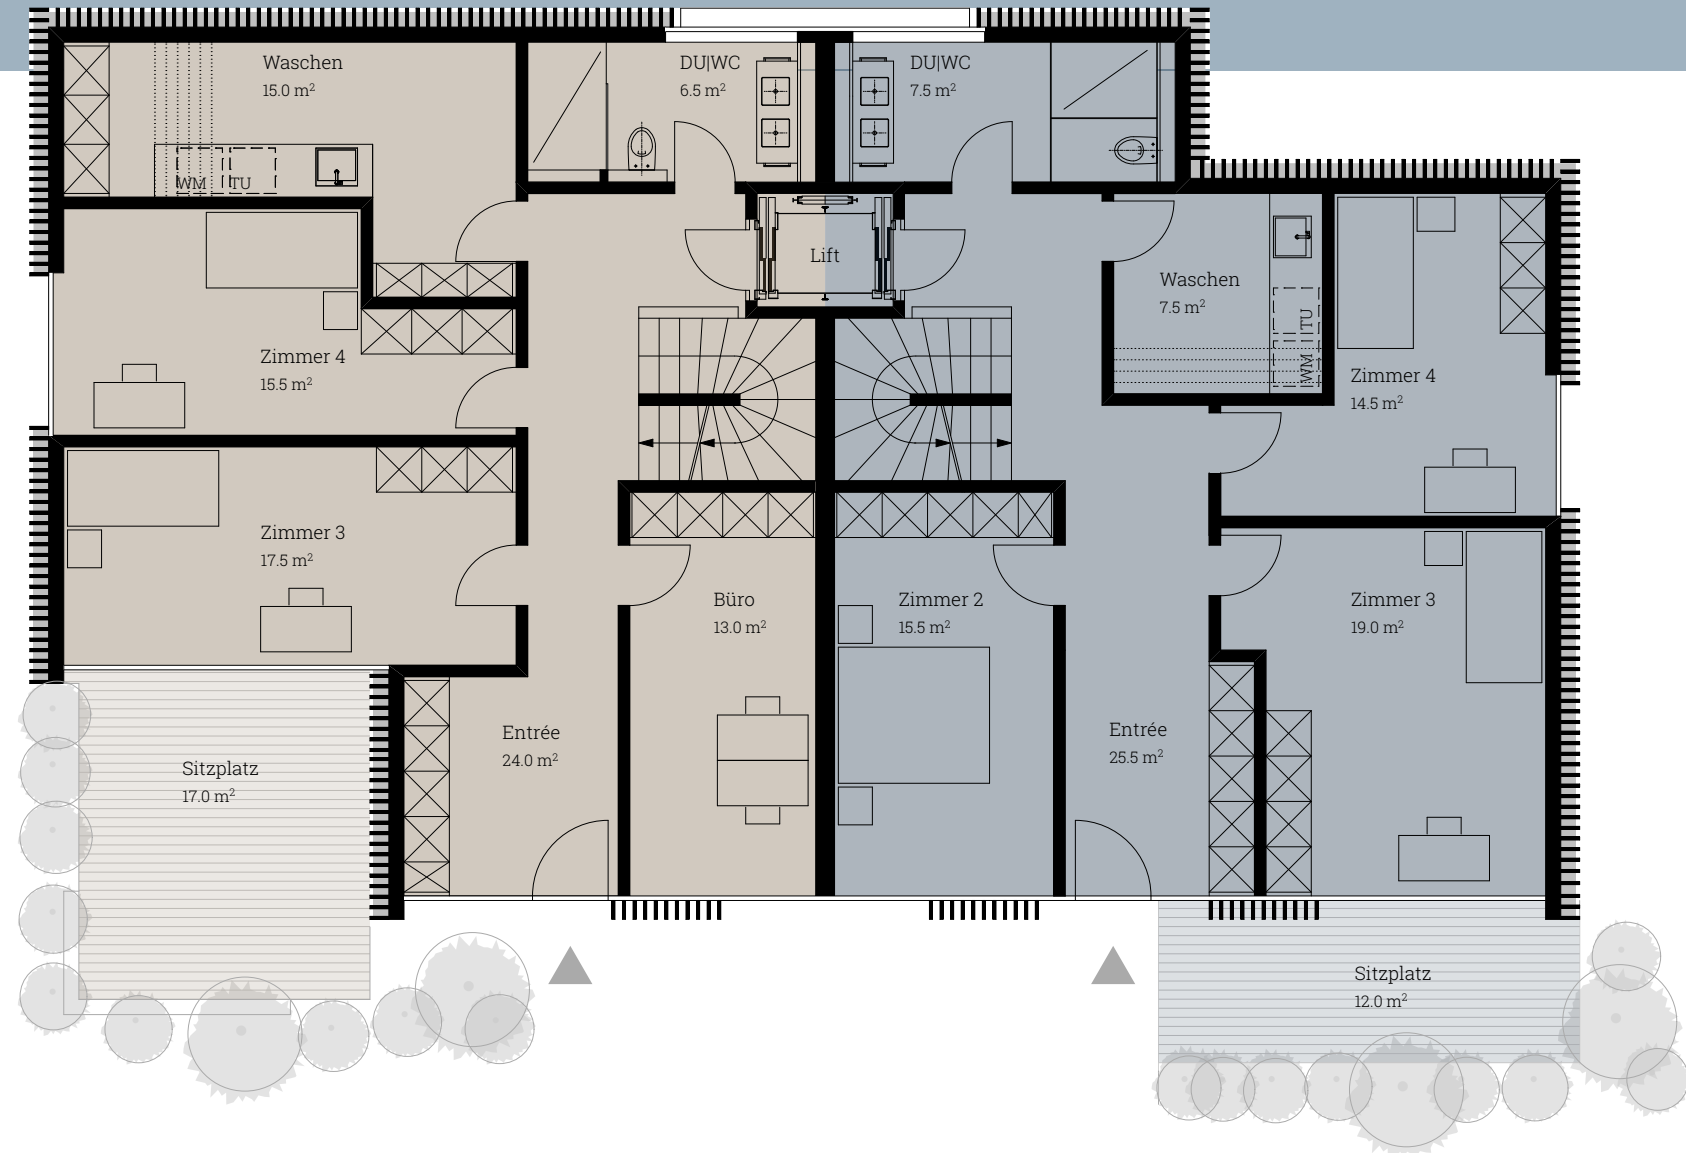 Waschen
15.0 m²
DU|WC
6.5 m²
DU|WC
7.5 m²
WM
TU
Lift
Waschen
7.5 m²
TU
WM
Zimmer 4
15.5 m²
Zimmer 4
14.5 m²
Zimmer 3
17.5 m²
Büro
13.0 m²
Zimmer 2
15.5 m²
Zimmer 3
19.0 m²
Entrée
24.0 m²
Entrée
25.5 m²
Sitzplatz
17.0 m²
Sitzplatz
12.0 m²